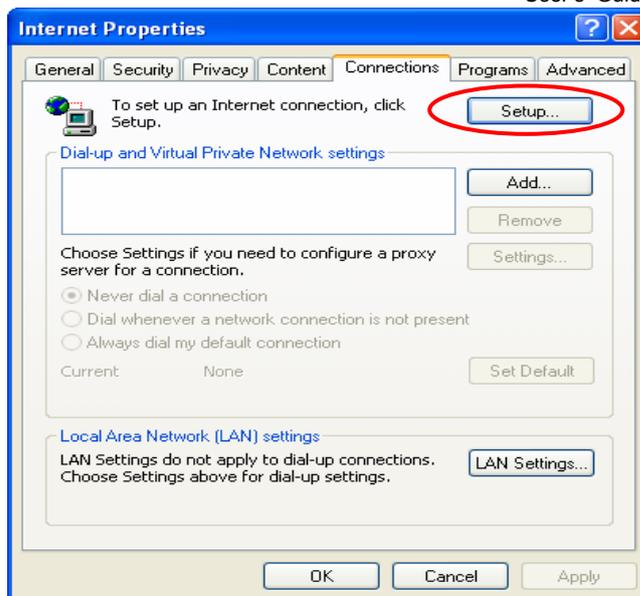 Internet Properties
General Security Privacy Content Connections Programs Advanced
To set up an Internet connection, click
Setup.
Setup...
Dial-up and Virtual Private Network settings
Add...
Remove
Choose Settings if you need to configure a proxy
server for a connection.
Settings...
Never dial a connection
Dial whenever a network connection is not present
Always dial my default connection
Current None
Set Default
Local Area Network (LAN) settings
LAN Settings do not apply to dial-up connections.
Choose Settings above for dial-up settings.
LAN Settings...
OK Cancel Apply